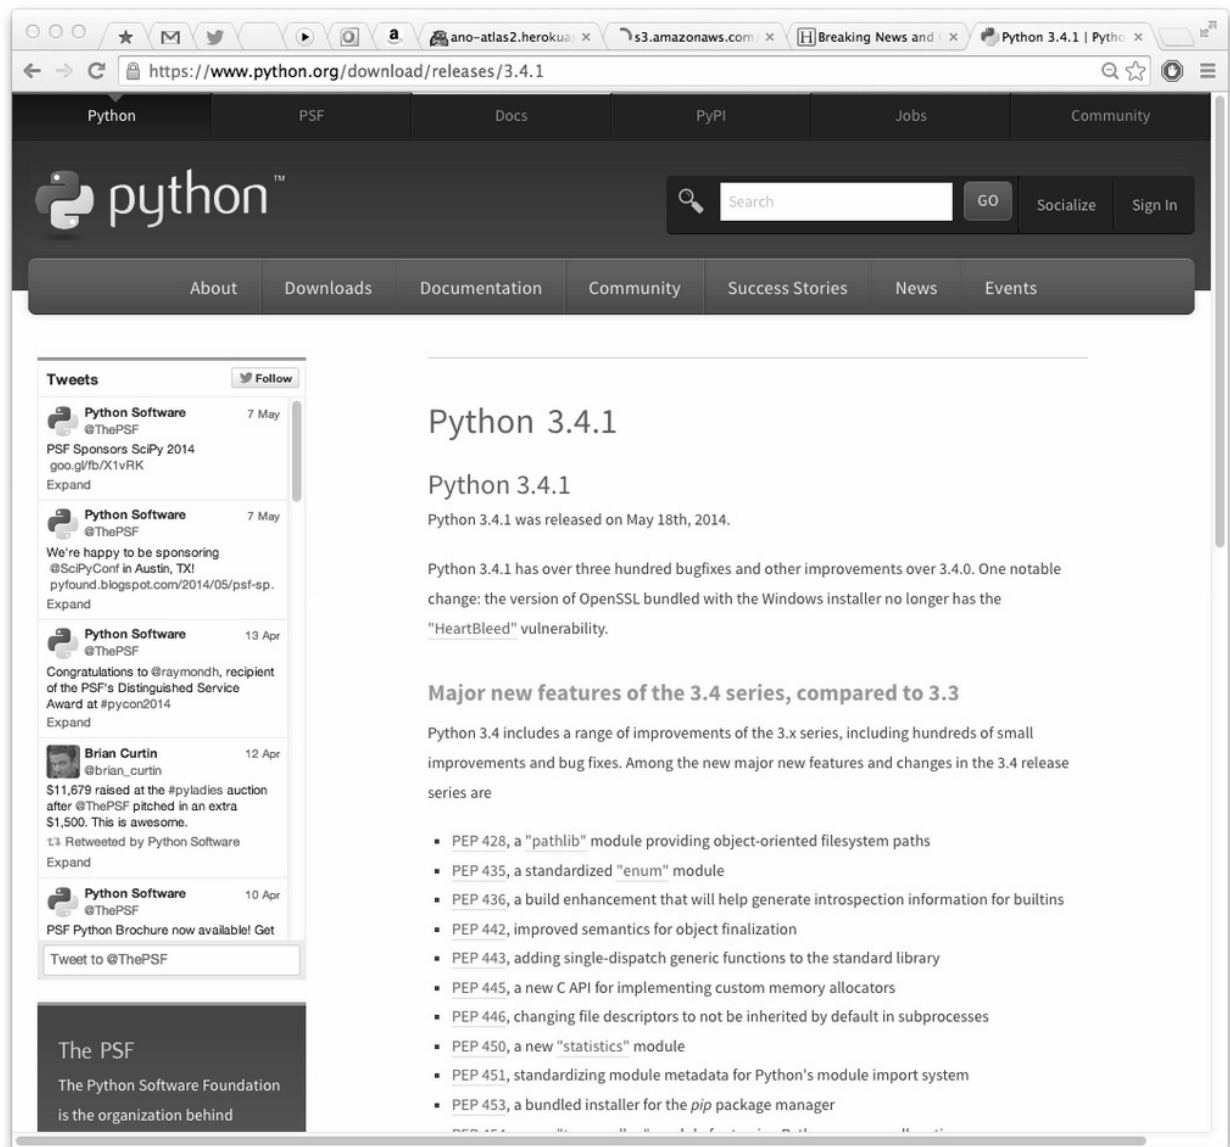 ano-atlas2.heroku
s3.amazonaws.com
Breaking News and
Python 3.4.1 | Pytho
https://www.python.org/download/releases/3.4.1
Python
PSF
Docs
PyPI
Jobs
Community
python™
Search
GO
Socialize
Sign In
About
Downloads
Documentation
Community
Success Stories
News
Events
Tweets
Follow
Python Software 7 May
@ThePSF
PSF Sponsors SciPy 2014
goo.gl/fb/X1vRK
Expand
Python Software 7 May
@ThePSF
We're happy to be sponsoring
@SciPyConf in Austin, TX!
pyfound.blogspot.com/2014/05/psf-sp.
Expand
Python Software 13 Apr
@ThePSF
Congratulations to @raymondh, recipient
of the PSF's Distinguished Service
Award at #pycon2014
Expand
Brian Curtin 12 Apr
@brian_curtin
$11,679 raised at the #pyladies auction
after @ThePSF pitched in an extra
$1,500. This is awesome.
Retweeted by Python Software
Expand
Python Software 10 Apr
@ThePSF
PSF Python Brochure now available! Get
Tweet to @ThePSF
The PSF
The Python Software Foundation
is the organization behind
Python 3.4.1
Python 3.4.1
Python 3.4.1 was released on May 18th, 2014.
Python 3.4.1 has over three hundred bugfixes and other improvements over 3.4.0. One notable
change: the version of OpenSSL bundled with the Windows installer no longer has the
"HeartBleed" vulnerability.
Major new features of the 3.4 series, compared to 3.3
Python 3.4 includes a range of improvements of the 3.x series, including hundreds of small
improvements and bug fixes. Among the new major new features and changes in the 3.4 release
series are
▪ PEP 428, a "pathlib" module providing object-oriented filesystem paths
▪ PEP 435, a standardized "enum" module
▪ PEP 436, a build enhancement that will help generate introspection information for builtins
▪ PEP 442, improved semantics for object finalization
▪ PEP 443, adding single-dispatch generic functions to the standard library
▪ PEP 445, a new C API for implementing custom memory allocators
▪ PEP 446, changing file descriptors to not be inherited by default in subprocesses
▪ PEP 450, a new "statistics" module
▪ PEP 451, standardizing module metadata for Python's module import system
▪ PEP 453, a bundled installer for the pip package manager